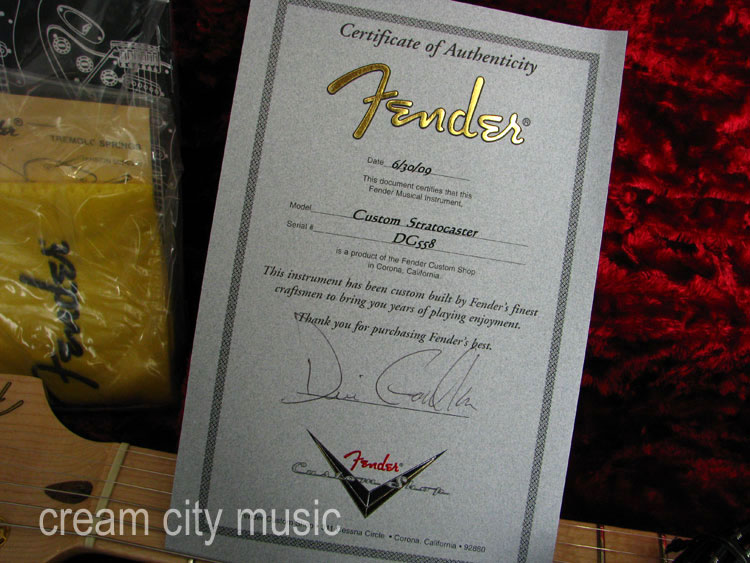 Certificate of Authenticity
Fender®
Date 6/30/09
This document certifies that this
Fender Musical Instrument,
Model Custom Stratocaster
Serial # DG558
is a product of the Fender Custom Shop
in Corona, California.
This instrument has been custom built by Fender's finest
craftsmen to bring you years of playing enjoyment.
Thank you for purchasing Fender's best.
Fender®
Custom Shop
Circle • Corona, California • 92880
TREMOLO SPRINGS
Fender
cream city music